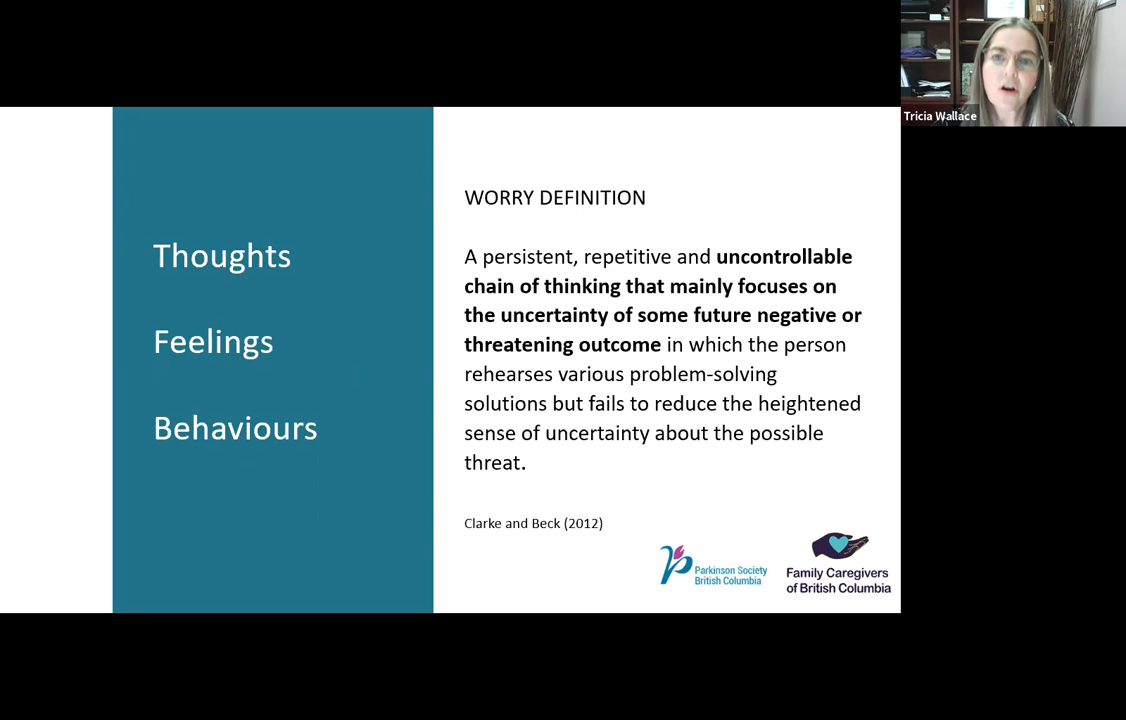 Tricia Wallace
Thoughts
Feelings
Behaviours
WORRY DEFINITION
A persistent, repetitive and uncontrollable
chain of thinking that mainly focuses on
the uncertainty of some future negative or
threatening outcome in which the person
rehearses various problem-solving
solutions but fails to reduce the heightened
sense of uncertainty about the possible
threat.
Clarke and Beck (2012)
Parkinson Society
British Columbia
Family Caregivers
of British Columbia